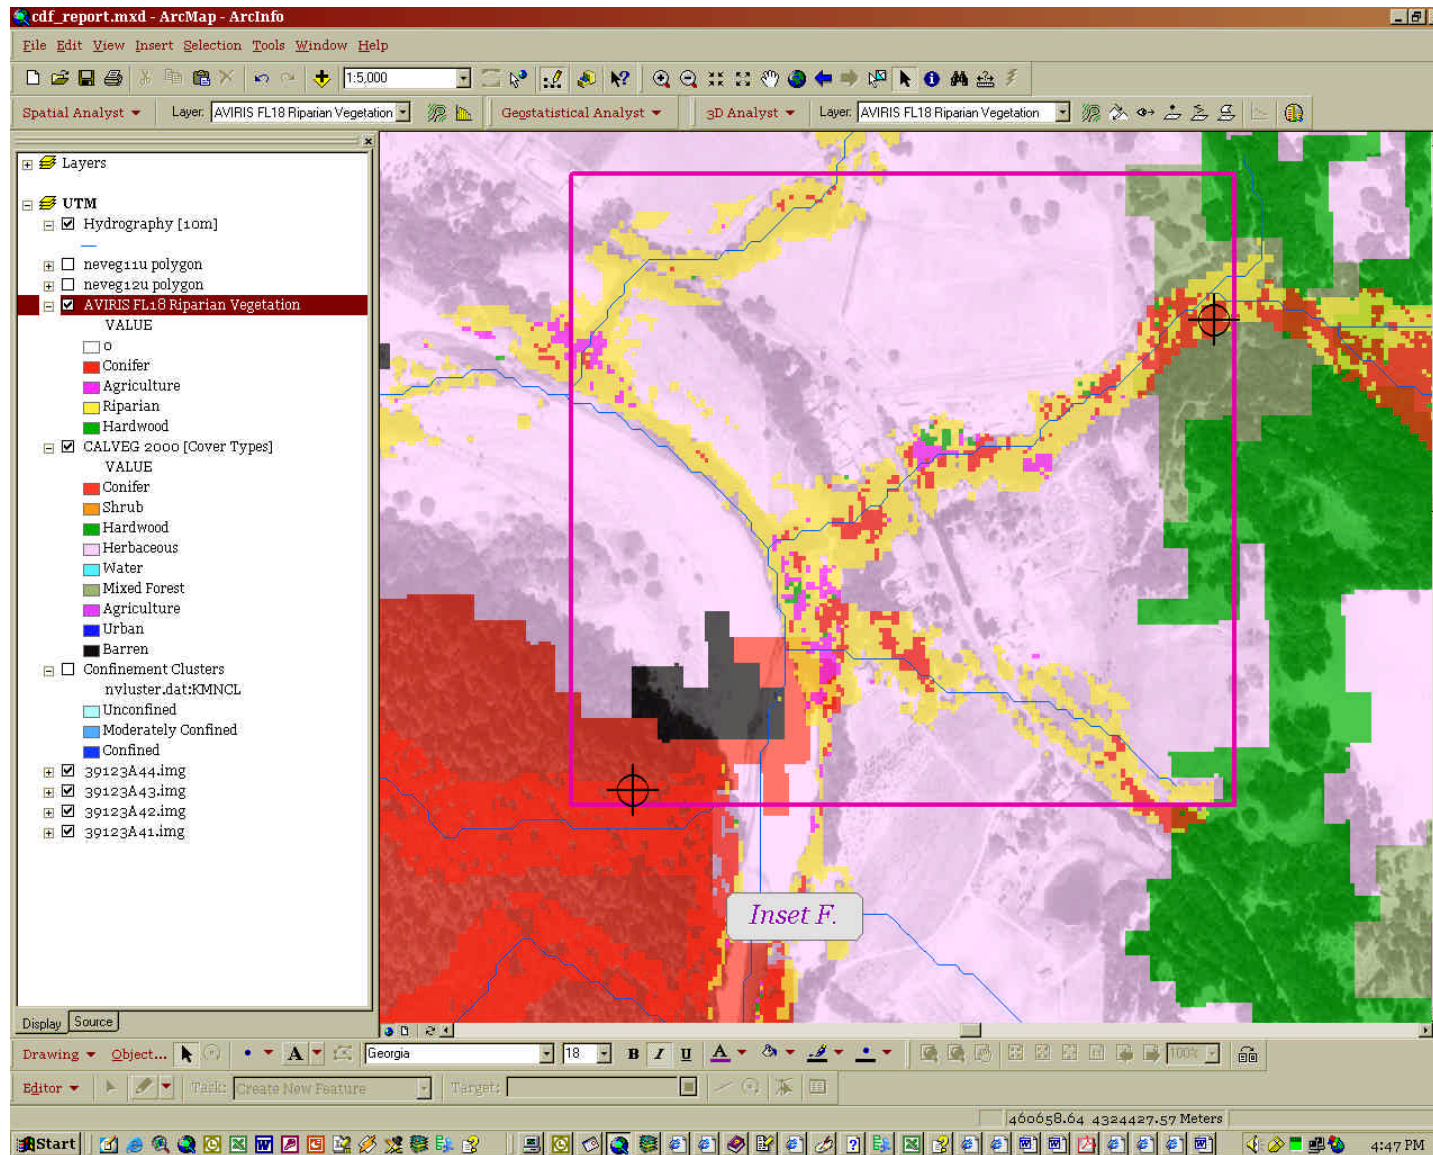 cdf_report.mxd - ArcMap - ArcInfo
File Edit View Insert Selection Tools Window Help
1:5,000
Spatial Analyst Layer: AVIRIS FL18 Riparian Vegetation Geostatistical Analyst 3D Analyst Layer: AVIRIS FL18 Riparian Vegetation
Layers
UTM
Hydrography [10m]
neveg11u polygon
neveg12u polygon
AVIRIS FL18 Riparian Vegetation
VALUE
0
Conifer
Agriculture
Riparian
Hardwood
CALVEG 2000 [Cover Types]
VALUE
Conifer
Shrub
Hardwood
Herbaceous
Water
Mixed Forest
Agriculture
Urban
Barren
Confinement Clusters
nvluster.dat:KMNCL
Unconfined
Moderately Confined
Confined
39123A44.img
39123A43.img
39123A42.img
39123A41.img
Inset F.
Display Source
Drawing Object... A Georgia 18 B I U A 100%
Editor Task: Create New Feature Target:
460658.64 4324427.57 Meters
Start 4:47 PM